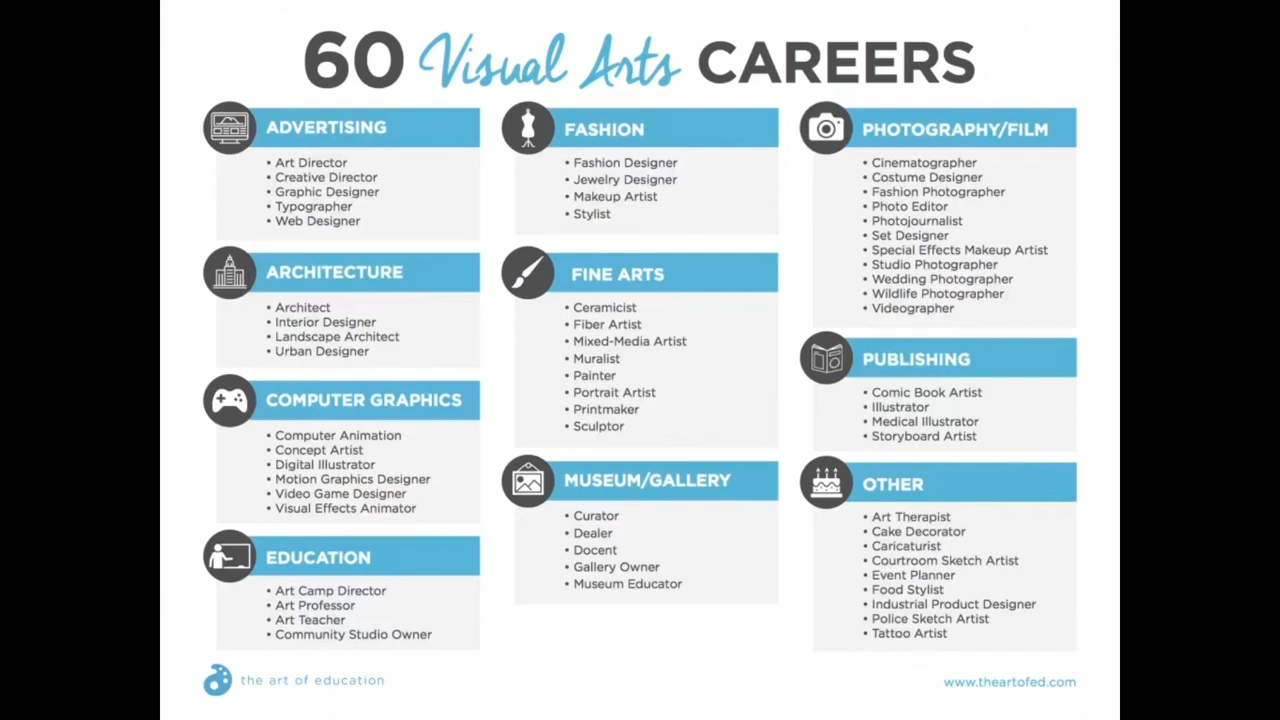 60 Visual Arts CAREERS
ADVERTISING
• Art Director
• Creative Director
• Graphic Designer
• Typographer
• Web Designer
ARCHITECTURE
• Architect
• Interior Designer
• Landscape Architect
• Urban Designer
COMPUTER GRAPHICS
• Computer Animation
• Concept Artist
• Digital Illustrator
• Motion Graphics Designer
• Video Game Designer
• Visual Effects Animator
EDUCATION
• Art Camp Director
• Art Professor
• Art Teacher
• Community Studio Owner
FASHION
• Fashion Designer
• Jewelry Designer
• Makeup Artist
• Stylist
FINE ARTS
• Ceramicist
• Fiber Artist
• Mixed-Media Artist
• Muralist
• Painter
• Portrait Artist
• Printmaker
• Sculptor
MUSEUM/GALLERY
• Curator
• Dealer
• Docent
• Gallery Owner
• Museum Educator
PHOTOGRAPHY/FILM
• Cinematographer
• Costume Designer
• Fashion Photographer
• Photo Editor
• Photojournalist
• Set Designer
• Special Effects Makeup Artist
• Studio Photographer
• Wedding Photographer
• Wildlife Photographer
• Videographer
PUBLISHING
• Comic Book Artist
• Illustrator
• Medical Illustrator
• Storyboard Artist
OTHER
• Art Therapist
• Cake Decorator
• Caricaturist
• Courtroom Sketch Artist
• Event Planner
• Food Stylist
• Industrial Product Designer
• Police Sketch Artist
• Tattoo Artist
the art of education
www.theartofed.com